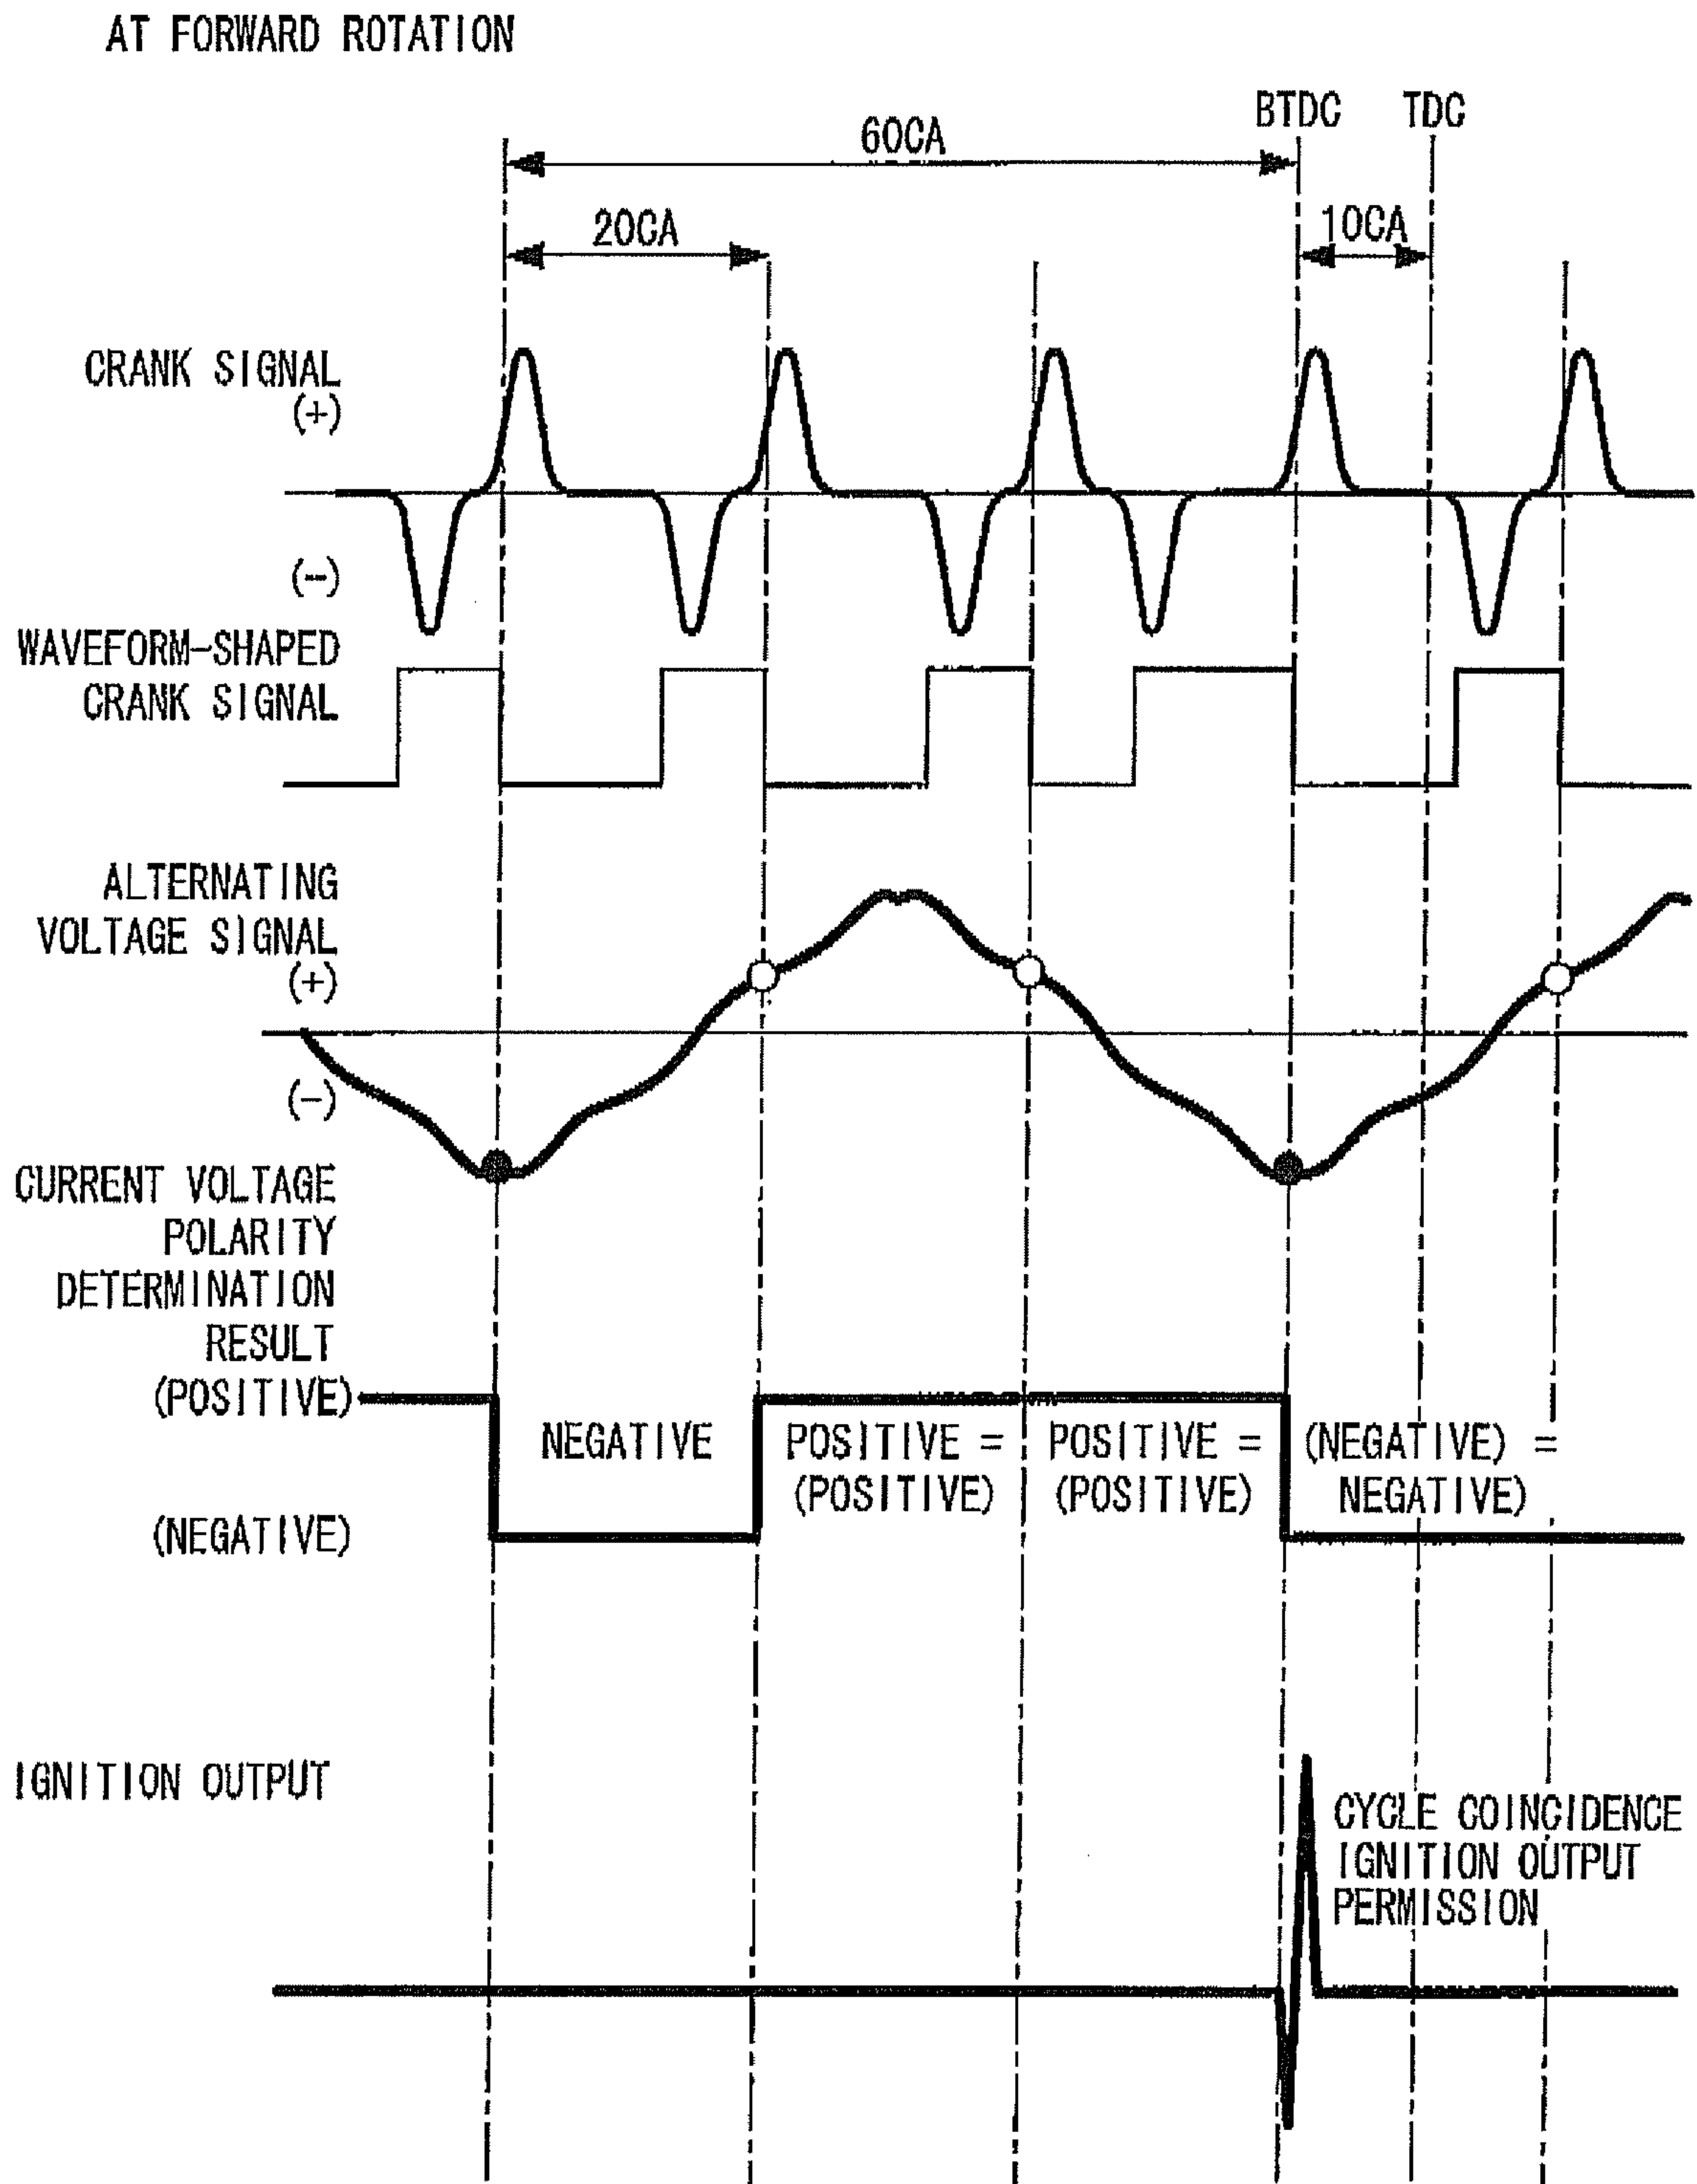 AT FORWARD ROTATION
BTDC TDC
60CA
20CA
10CA
CRANK SIGNAL
(+)
(-)
WAVEFORM-SHAPED
CRANK SIGNAL
ALTERNATING
VOLTAGE SIGNAL
(+)
(-)
CURRENT VOLTAGE
POLARITY
DETERMINATION
RESULT
(POSITIVE)
NEGATIVE
POSITIVE =
(POSITIVE)
POSITIVE =
(POSITIVE)
(NEGATIVE) =
NEGATIVE)
(NEGATIVE)
IGNITION OUTPUT
CYCLE COINCIDENCE
IGNITION OUTPUT
PERMISSION